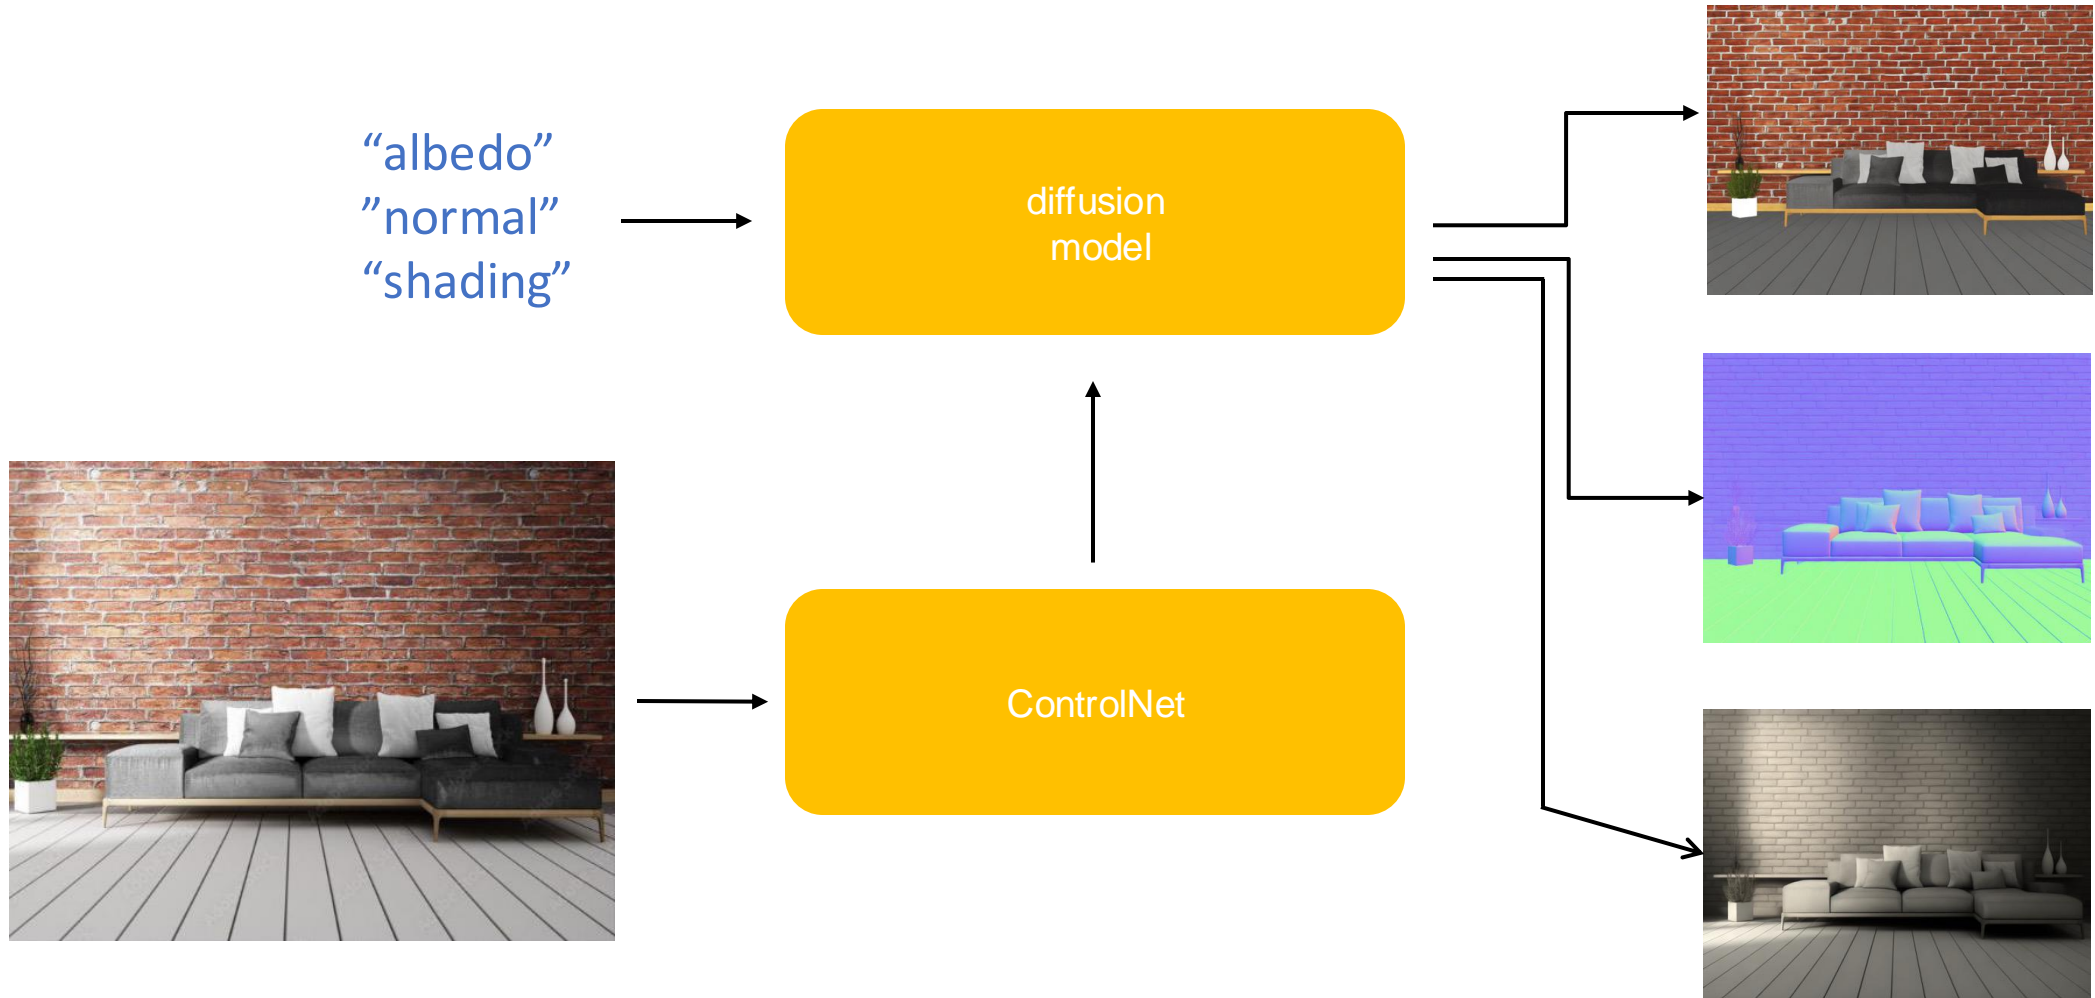 “albedo”
”normal”
“shading”
diffusion
model
ControlNet